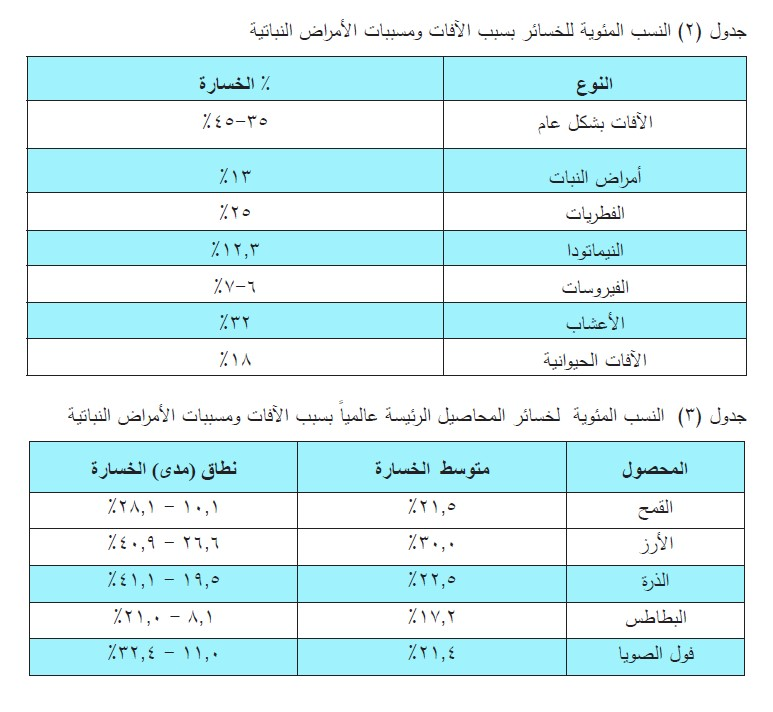 جدول (٢) النسب المئوية للخسائر بسبب الآفات ومسببات الأمراض النباتية
النوع ٪ الخسارة
الآفات بشكل عام ٣٥-٤٥٪
أمراض النبات ١٣٪
الفطريات ٢٥٪
النيماتودا ١٢,٣٪
الفيروسات ٦-٧٪
الأعشاب ٣٢٪
الآفات الحيوانية ١٨٪
جدول (٣) النسب المئوية لخسائر المحاصيل الرئيسة عالمياً بسبب الآفات ومسببات الأمراض النباتية
المحصول متوسط الخسارة نطاق (مدى) الخسارة
القمح ٢١,٥٪ ١٠,١ – ٢٨,١٪
الأرز ٣٠,٠٪ ٢٦,٦ – ٤٠,٩٪
الذرة ٢٢,٥٪ ١٩,٥ – ٤١,١٪
البطاطس ١٧,٢٪ ٨,١ – ٢١,٠٪
فول الصويا ٢١,٤٪ ١١,٠ – ٣٢,٤٪